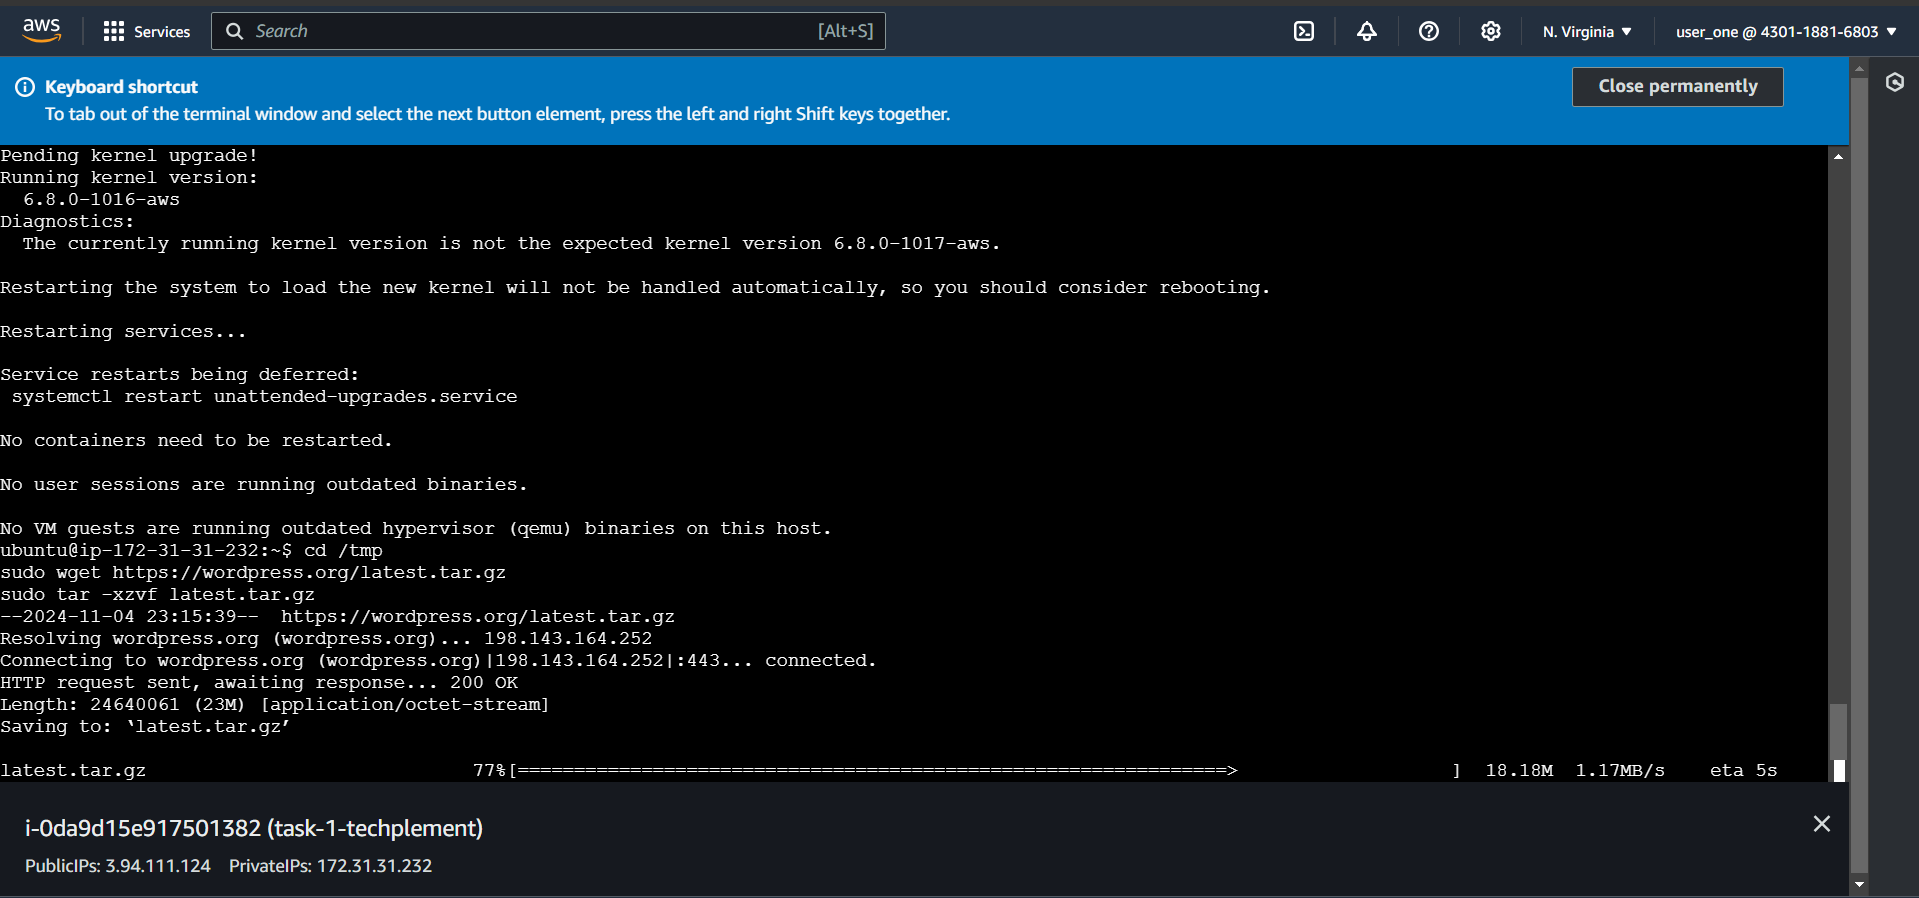 aws Services Search [Alt+S] N. Virginia ▼ user_one @ 4301-1881-6803 ▼
Keyboard shortcut
Close permanently
To tab out of the terminal window and select the next button element, press the left and right Shift keys together.
Pending kernel upgrade!
Running kernel version:
  6.8.0-1016-aws
Diagnostics:
  The currently running kernel version is not the expected kernel version 6.8.0-1017-aws.
Restarting the system to load the new kernel will not be handled automatically, so you should consider rebooting.
Restarting services...
Service restarts being deferred:
 systemctl restart unattended-upgrades.service
No containers need to be restarted.
No user sessions are running outdated binaries.
No VM guests are running outdated hypervisor (qemu) binaries on this host.
ubuntu@ip-172-31-31-232:~$ cd /tmp
sudo wget https://wordpress.org/latest.tar.gz
sudo tar -xzvf latest.tar.gz
--2024-11-04 23:15:39--  https://wordpress.org/latest.tar.gz
Resolving wordpress.org (wordpress.org)... 198.143.164.252
Connecting to wordpress.org (wordpress.org)|198.143.164.252|:443... connected.
HTTP request sent, awaiting response... 200 OK
Length: 24640061 (23M) [application/octet-stream]
Saving to: ‘latest.tar.gz’
latest.tar.gz 77%[===============================================================> ] 18.18M 1.17MB/s eta 5s
i-0da9d15e917501382 (task-1-techplement)
PublicIPs: 3.94.111.124 PrivateIPs: 172.31.31.232